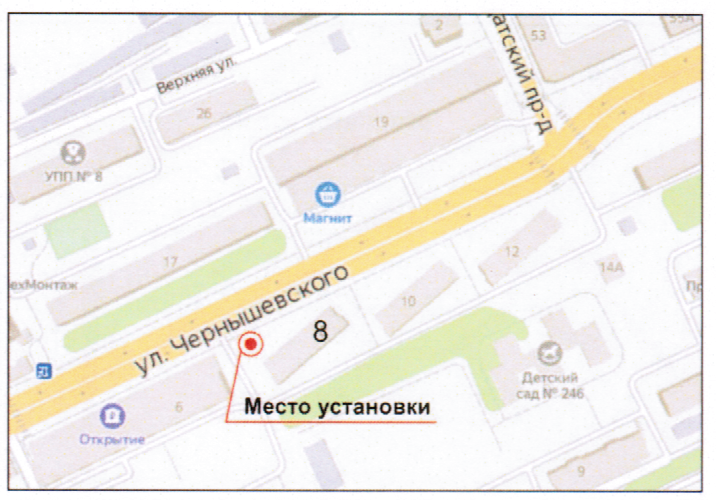 2
53
55А
атский пр-д
Верхняя ул.
26
19
УПП № 8
Магнит
17
12
14А
ехМонтаж
10
ул. Чернышевского
8
Место установки
6
Открытие
Детский
сад № 246
9